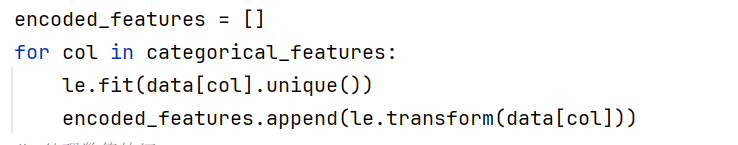 encoded_features = []
for col in categorical_features:
    le.fit(data[col].unique())
    encoded_features.append(le.transform(data[col]))